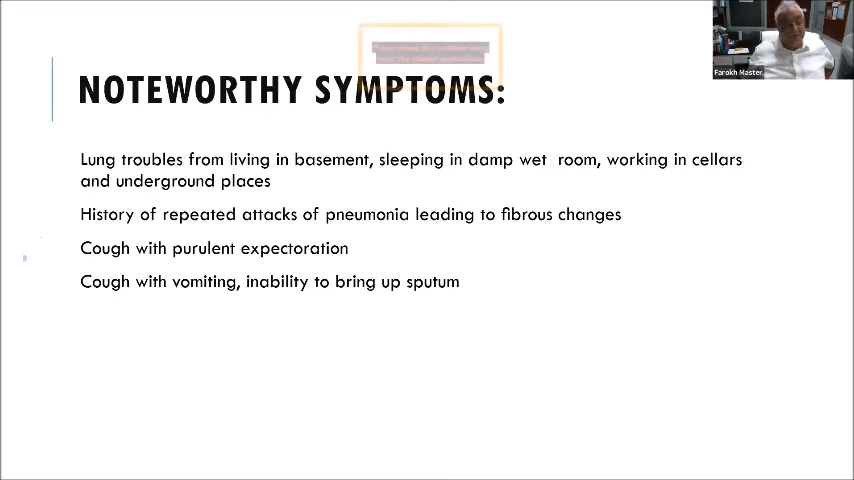 NOTEWORTHY SYMPTOMS:
Farokh Master
Lung troubles from living in basement, sleeping in damp wet room, working in cellars
and underground places
History of repeated attacks of pneumonia leading to fibrous changes
Cough with purulent expectoration
Cough with vomiting, inability to bring up sputum